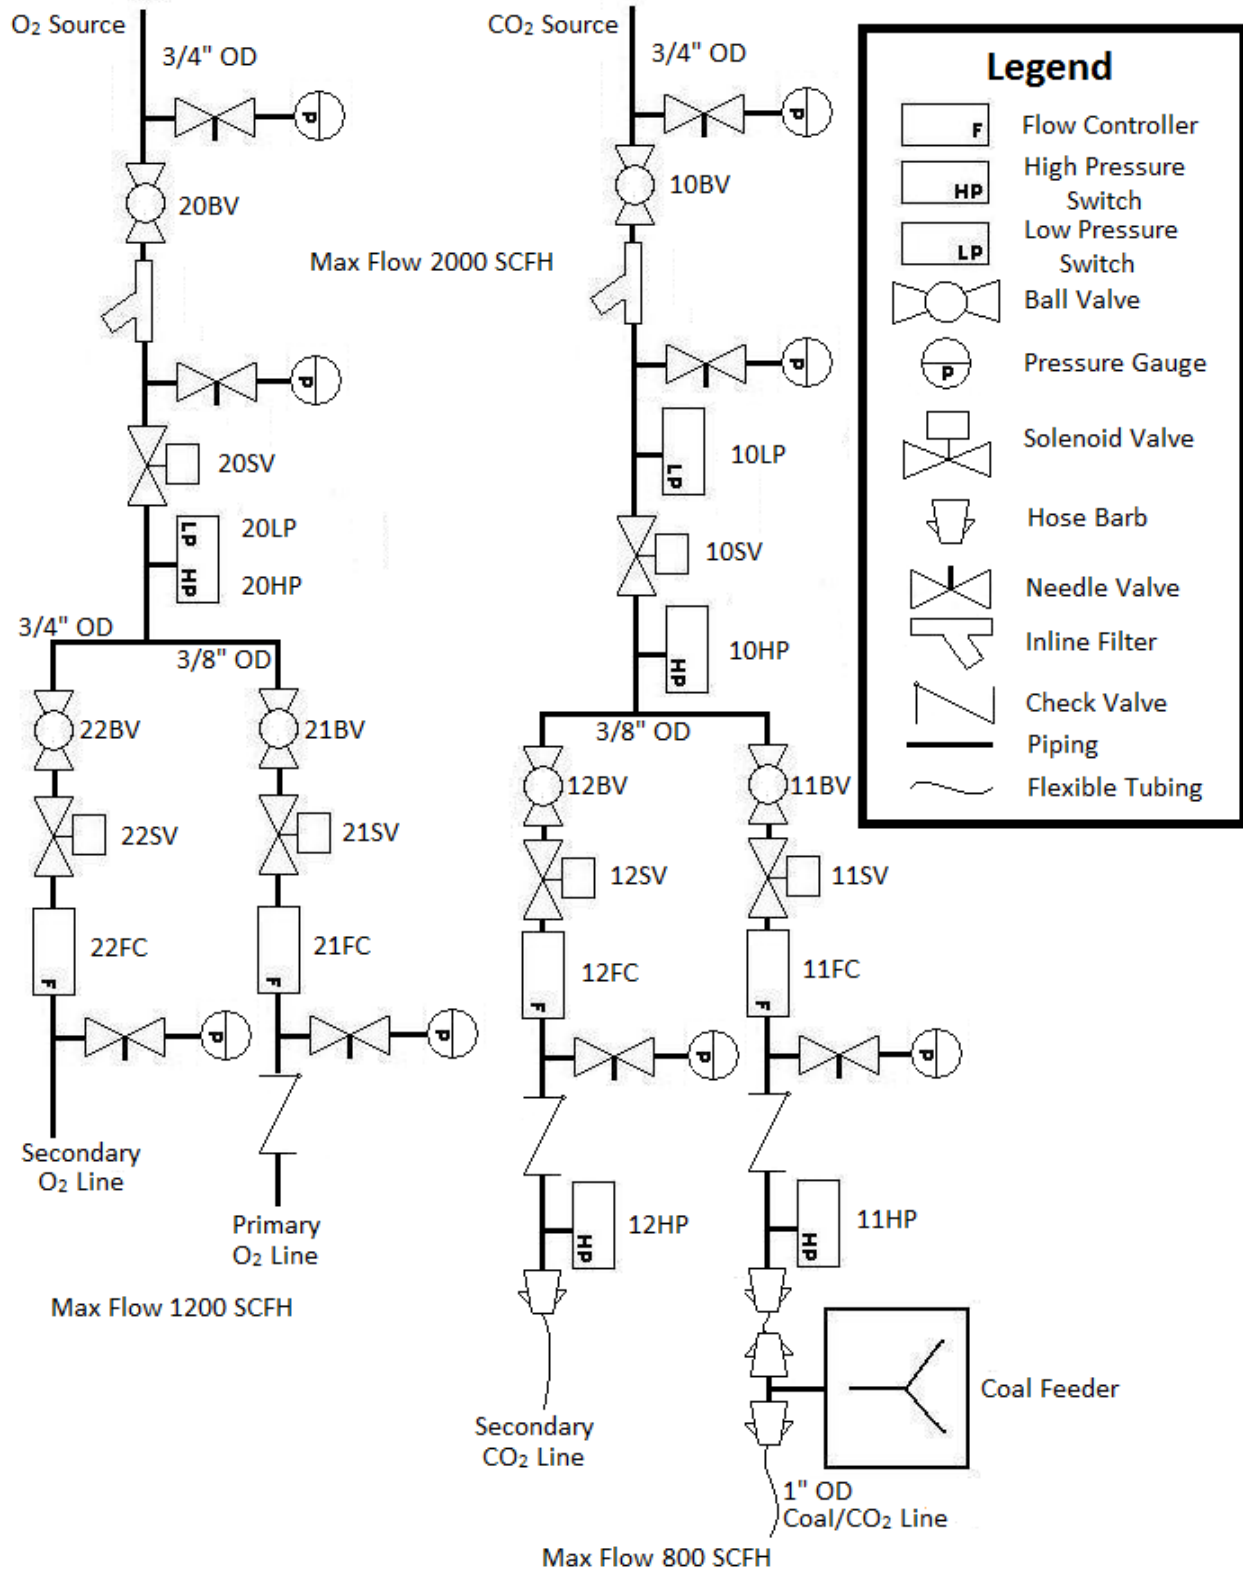 O₂ Source
CO₂ Source
3/4" OD
3/4" OD
P
P
20BV
10BV
Max Flow 2000 SCFH
P
P
20SV
10LP
LP
20LP
LP
10SV
20HP
HP
3/4" OD
3/8" OD
10HP
HP
22BV
21BV
3/8" OD
12BV
11BV
22SV
21SV
12SV
11SV
22FC
21FC
12FC
11FC
F
F
F
F
P
P
P
P
Secondary
O₂ Line
Primary
O₂ Line
12HP
HP
11HP
HP
Max Flow 1200 SCFH
Coal Feeder
Secondary
CO₂ Line
1" OD
Coal/CO₂ Line
Max Flow 800 SCFH
Legend
F
Flow Controller
HP
High Pressure
Switch
LP
Low Pressure
Switch
Ball Valve
P
Pressure Gauge
Solenoid Valve
Hose Barb
Needle Valve
Inline Filter
Check Valve
Piping
Flexible Tubing